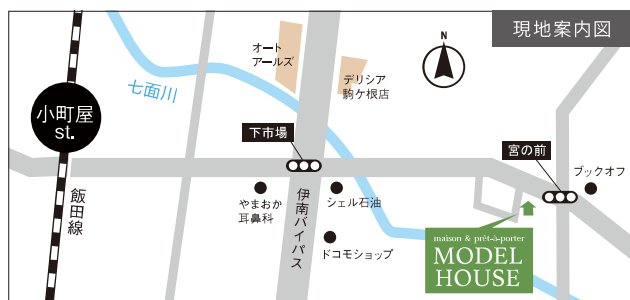 現地案内図
N
オート
アールズ
デリシア
駒ケ根店
七面川
小町屋
st.
下市場
宮の前
ブックオフ
飯田線
やまおか
耳鼻科
伊南バイパス
シェル石油
ドコモショップ
maison & prêt-à-porter
MODEL
HOUSE